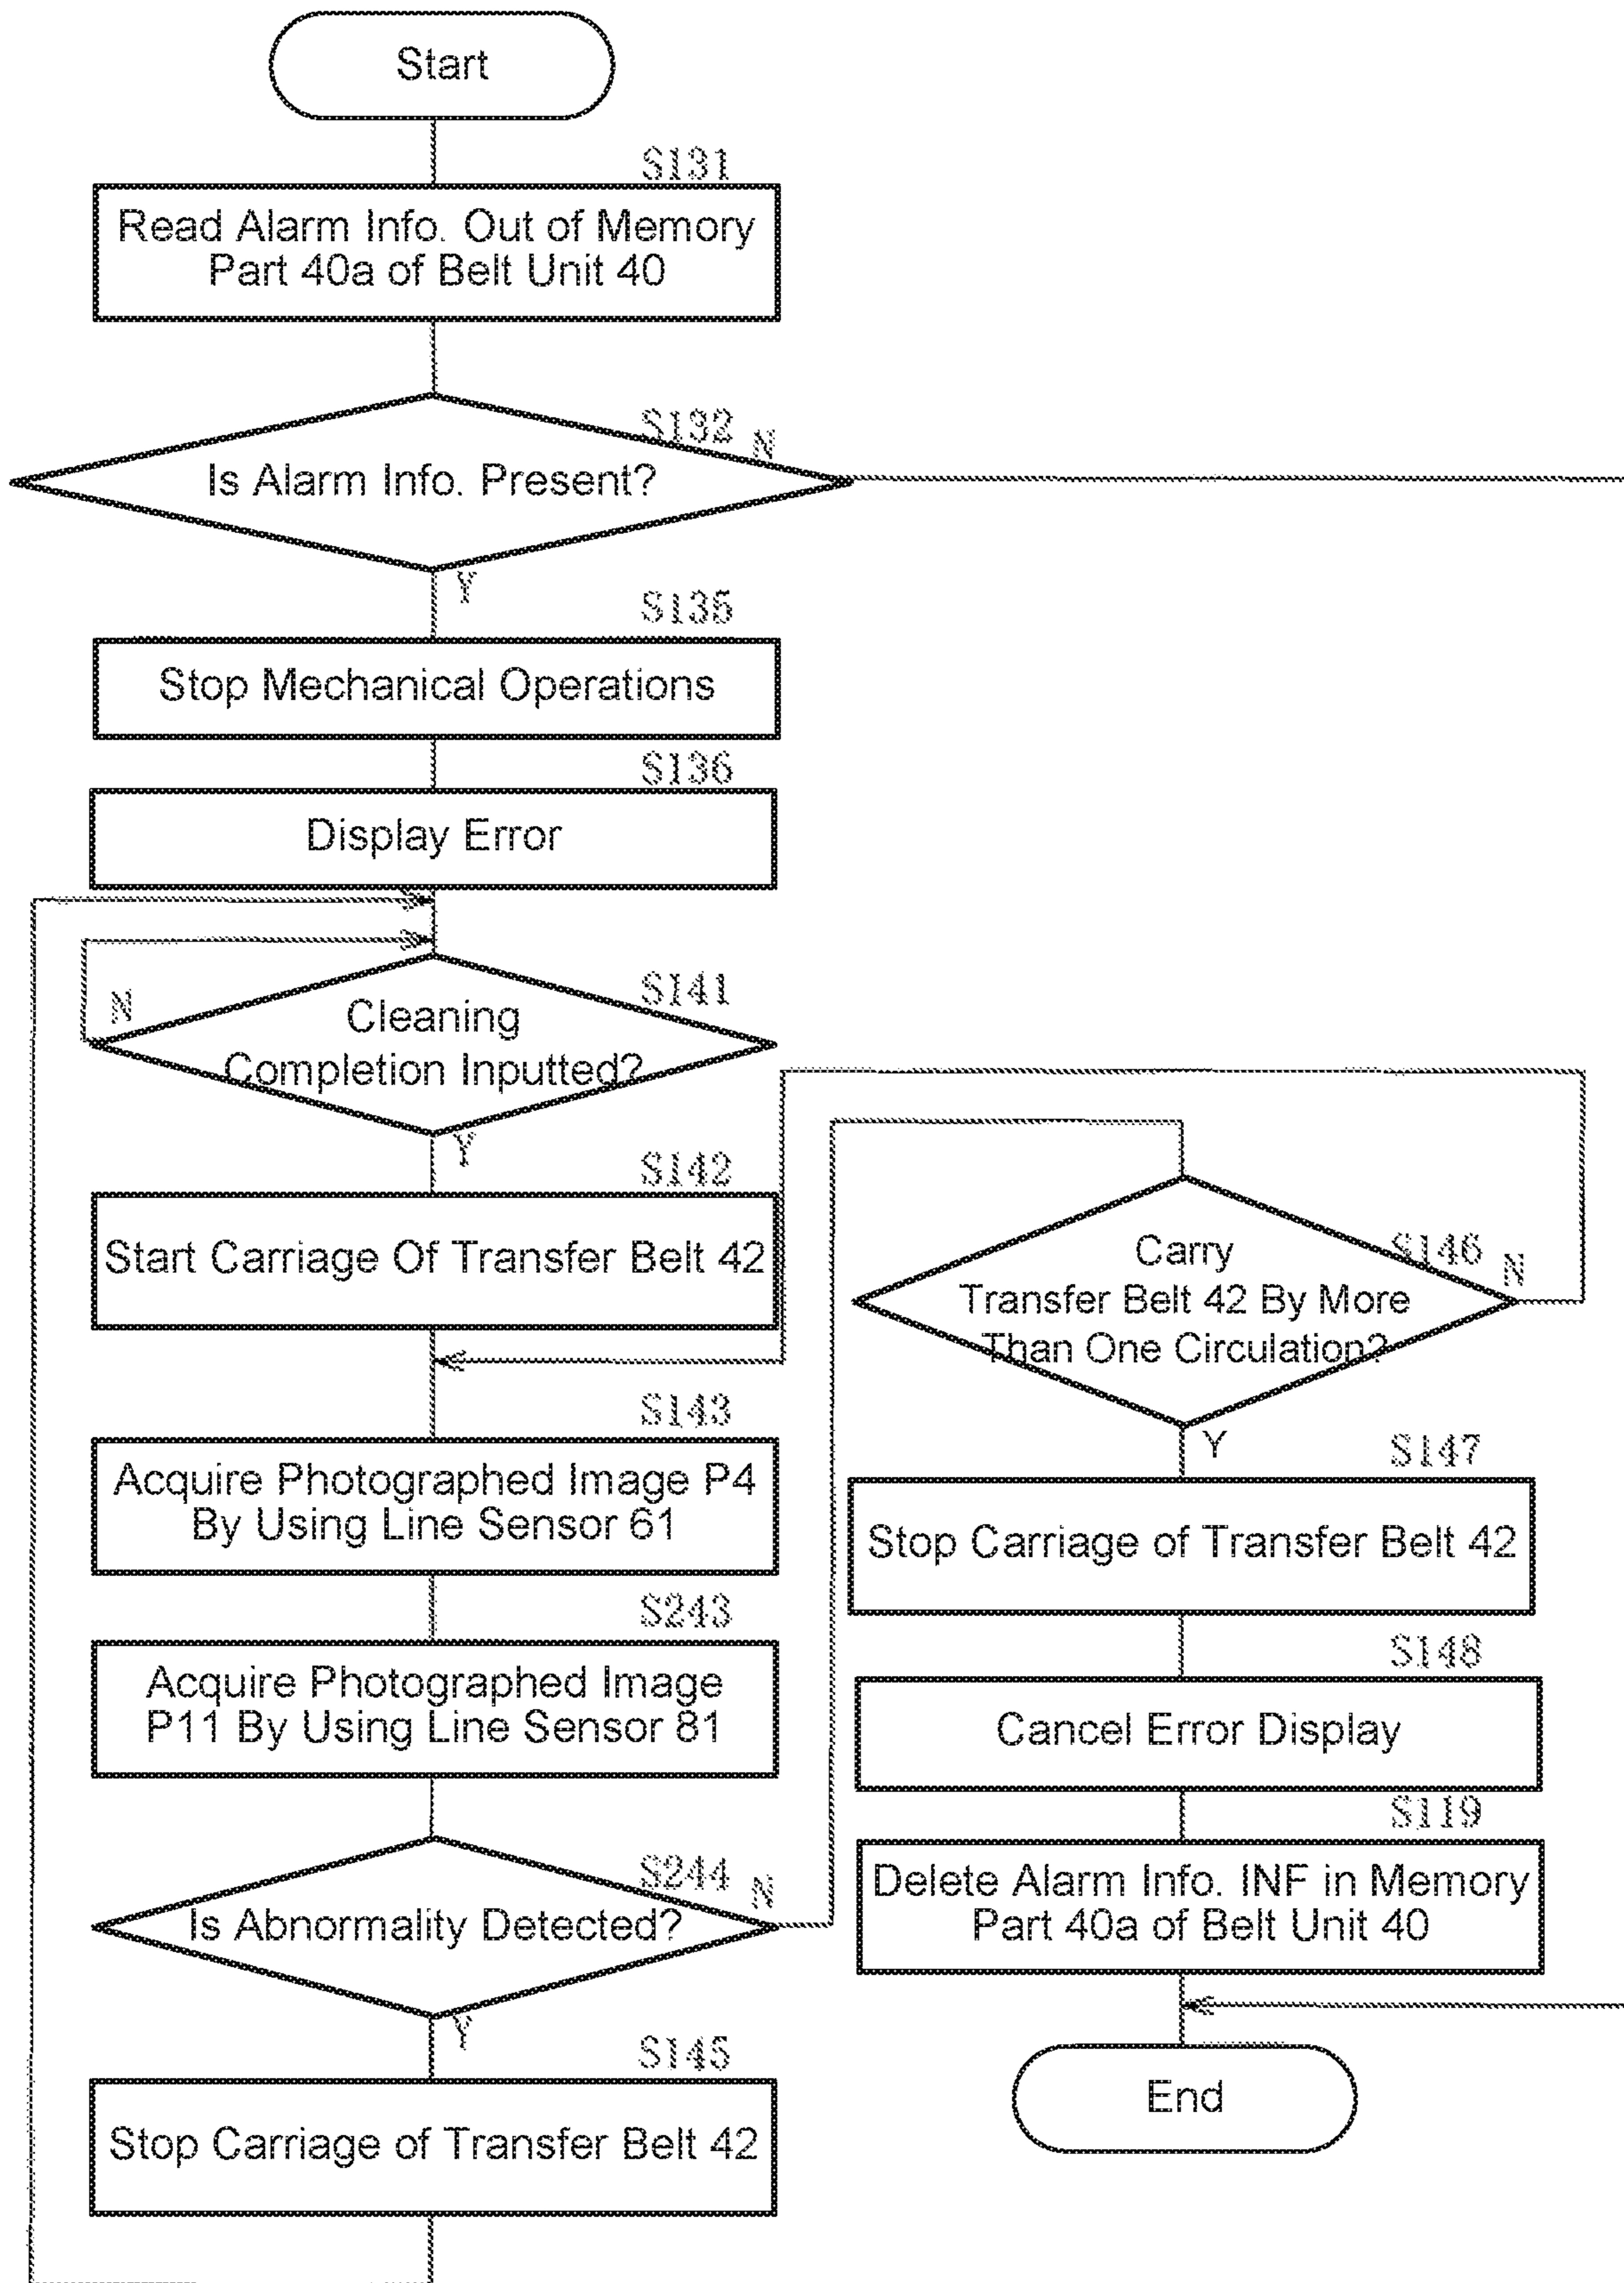 Start
S131
Read Alarm Info. Out of Memory
Part 40a of Belt Unit 40
S132
N
Is Alarm Info. Present?
Y
S135
Stop Mechanical Operations
S136
Display Error
S141
N
Cleaning
Completion Inputted?
Y
S142
Start Carriage Of Transfer Belt 42
S143
Acquire Photographed Image P4
By Using Line Sensor 61
S243
Acquire Photographed Image
P11 By Using Line Sensor 81
S244
N
Is Abnormality Detected?
Y
S145
Stop Carriage of Transfer Belt 42
S146
N
Carry
Transfer Belt 42 By More
Than One Circulation?
Y
S147
Stop Carriage of Transfer Belt 42
S148
Cancel Error Display
S119
Delete Alarm Info. INF in Memory
Part 40a of Belt Unit 40
End